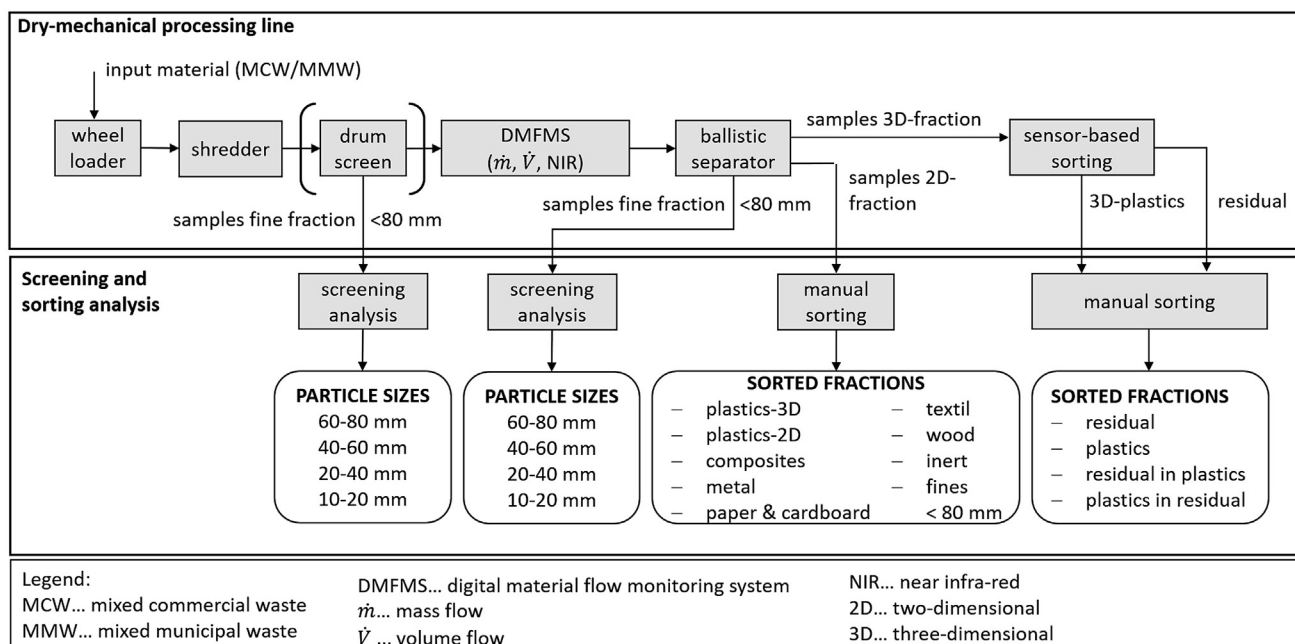 Dry-mechanical processing line
input material (MCW/MMW)
wheel
loader
shredder
drum
screen
DMFMS
(ṁ, V̇, NIR)
ballistic
separator
samples 3D-fraction
sensor-based
sorting
samples 2D-
fraction
samples fine fraction
<80 mm
samples fine fraction
<80 mm
3D-plastics
residual
Screening and
sorting analysis
screening
analysis
screening
analysis
manual
sorting
manual sorting
PARTICLE SIZES
60-80 mm
40-60 mm
20-40 mm
10-20 mm
PARTICLE SIZES
60-80 mm
40-60 mm
20-40 mm
10-20 mm
SORTED FRACTIONS
– plastics-3D
– plastics-2D
– composites
– metal
– paper & cardboard
– textil
– wood
– inert
– fines
< 80 mm
SORTED FRACTIONS
– residual
– plastics
– residual in plastics
– plastics in residual
Legend:
MCW... mixed commercial waste
MMW... mixed municipal waste
DMFMS... digital material flow monitoring system
ṁ... mass flow
V̇ ... volume flow
NIR... near infra-red
2D... two-dimensional
3D... three-dimensional